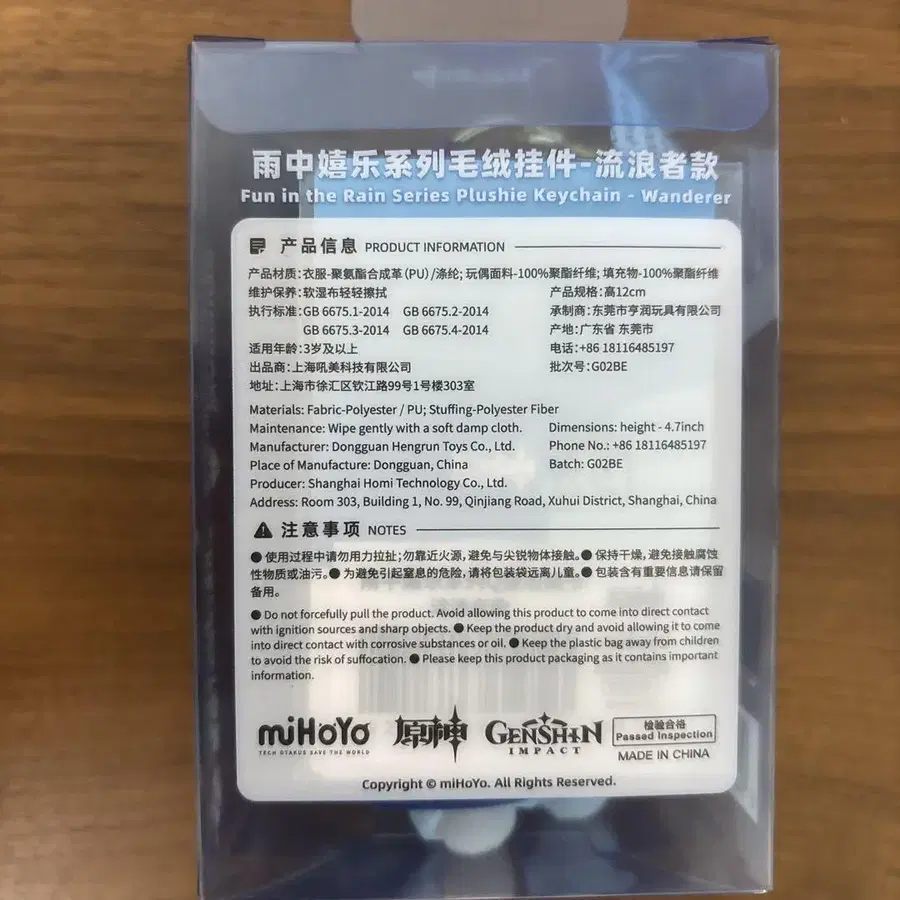 雨中嬉乐系列毛绒挂件-流浪者款
Fun in the Rain Series Plushie Keychain - Wanderer
产品信息 PRODUCT INFORMATION
产品材质:衣服-聚氨酯合成革(PU)/涤纶; 玩偶面料-100%聚酯纤维; 填充物-100%聚酯纤维
维护保养:软湿布轻轻擦拭 产品规格:高12cm
执行标准:GB 6675.1-2014 GB 6675.2-2014 承制商:东莞市亨润玩具有限公司
GB 6675.3-2014 GB 6675.4-2014 产地:广东省 东莞市
适用年龄:3岁及以上 电话:+86 18116485197
出品商:上海吼美科技有限公司 批次号:G02BE
地址:上海市徐汇区钦江路99号1号楼303室
Materials: Fabric-Polyester / PU; Stuffing-Polyester Fiber
Maintenance: Wipe gently with a soft damp cloth. Dimensions: height - 4.7inch
Manufacturer: Dongguan Hengrun Toys Co., Ltd. Phone No.: +86 18116485197
Place of Manufacture: Dongguan, China Batch: G02BE
Producer: Shanghai Homi Technology Co., Ltd.
Address: Room 303, Building 1, No. 99, Qinjiang Road, Xuhui District, Shanghai, China
注意事项 NOTES
● 使用过程中请勿用力拉扯;勿靠近火源,避免与尖锐物体接触。● 保持干燥,避免接触腐蚀
性物质或油污。● 为避免引起窒息的危险,请将包装袋远离儿童。● 包装含有重要信息请保留
备用。
● Do not forcefully pull the product. Avoid allowing this product to come into direct contact
with ignition sources and sharp objects. ● Keep the product dry and avoid allowing it to come
into direct contact with corrosive substances or oil. ● Keep the plastic bag away from children
to avoid the risk of suffocation. ● Please keep this product packaging as it contains important
information.
miHoYo 原神 GENSHIN IMPACT 检验合格
TECH OTAKUS SAVE THE WORLD Passed Inspection
MADE IN CHINA
Copyright © miHoYo. All Rights Reserved.